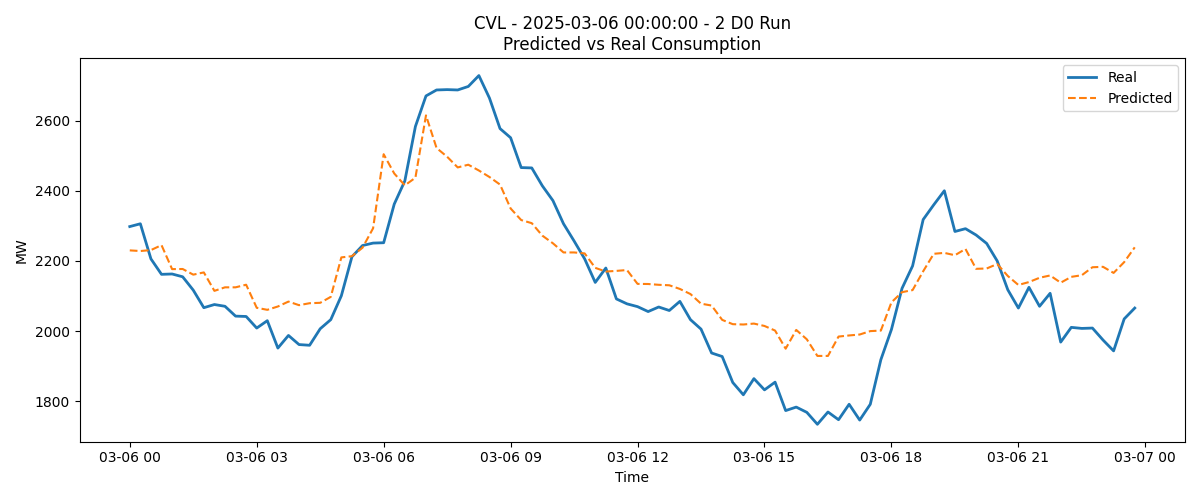 CVL - 2025-03-06 00:00:00 - 2 D0 Run
Predicted vs Real Consumption
Real
Predicted
MW
2600
2400
2200
2000
1800
03-06 00
03-06 03
03-06 06
03-06 09
03-06 12
03-06 15
03-06 18
03-06 21
03-07 00
Time